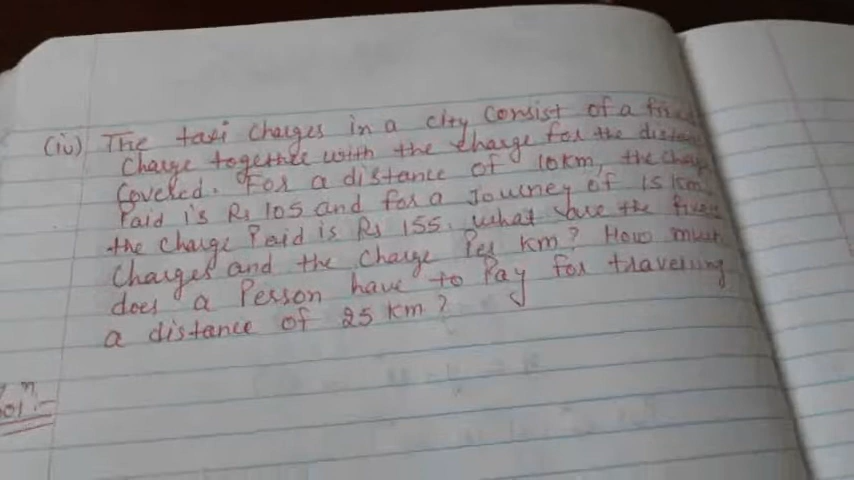 (iv) The taxi charges in a city consist of a fixed
charge together with the charge for the distance
covered. For a distance of 10 km, the charge
paid is Rs 105 and for a Journey of 15 km,
the charge Paid is Rs 155. What are the fixed
Charges and the charge Per km? How much
does a Person have to Pay for travelling
a distance of 25 km?
Solⁿ:-